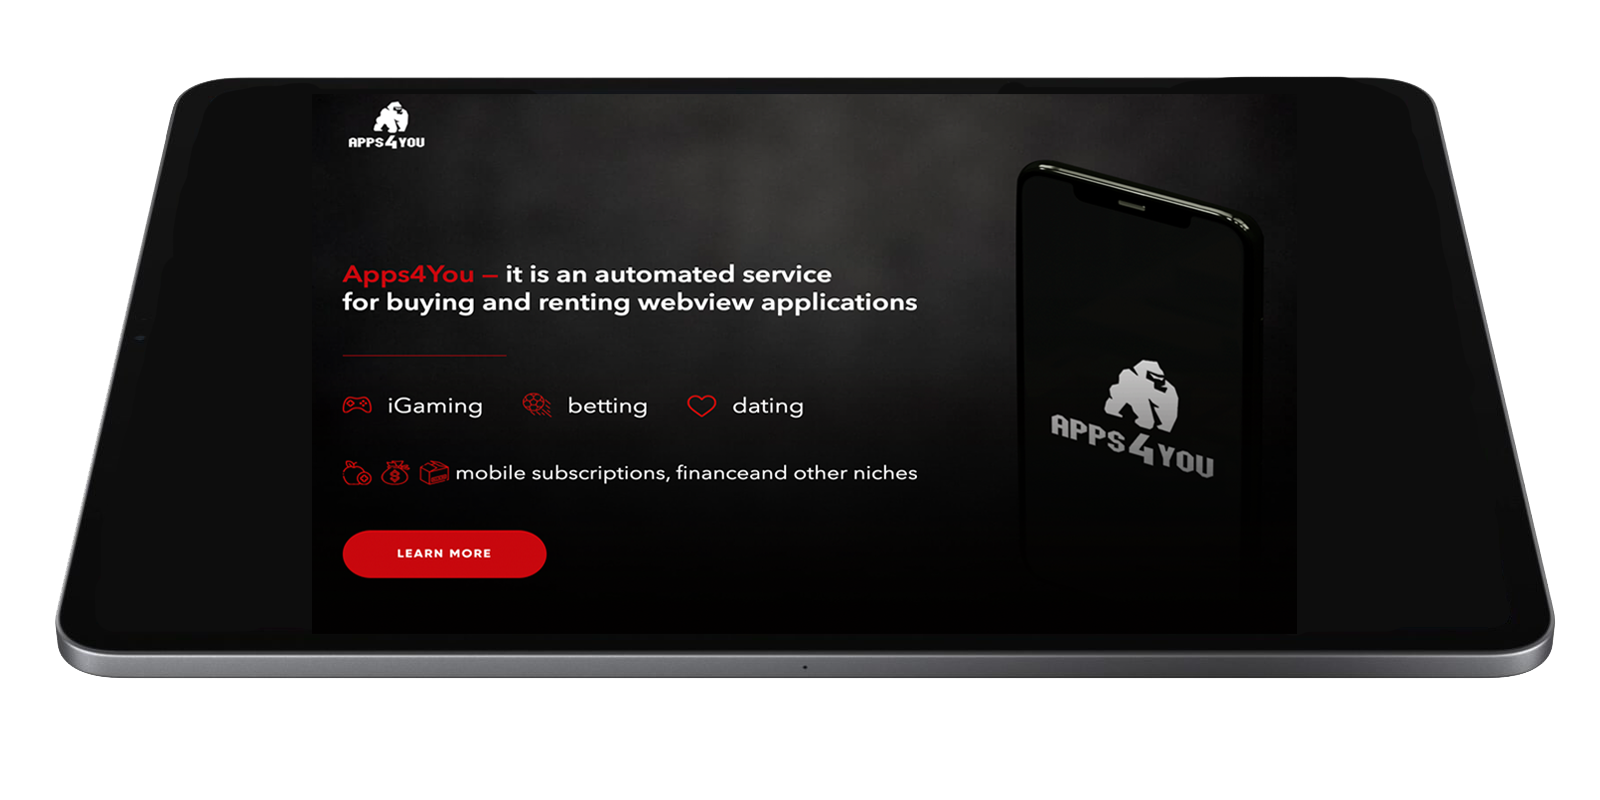 APPS4YOU
Apps4You – it is an automated service
for buying and renting webview applications
iGaming betting dating
mobile subscriptions, financeand other niches
LEARN MORE
APPS4YOU